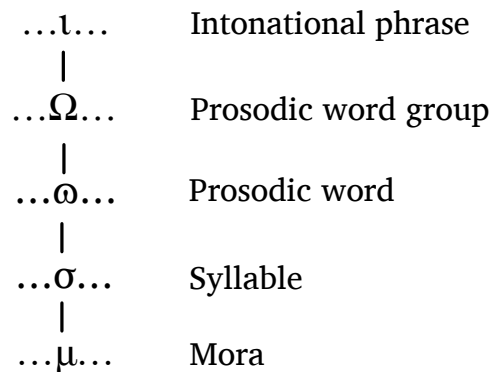 …ι… Intonational phrase
…Ω… Prosodic word group
…ω… Prosodic word
…σ… Syllable
…μ… Mora